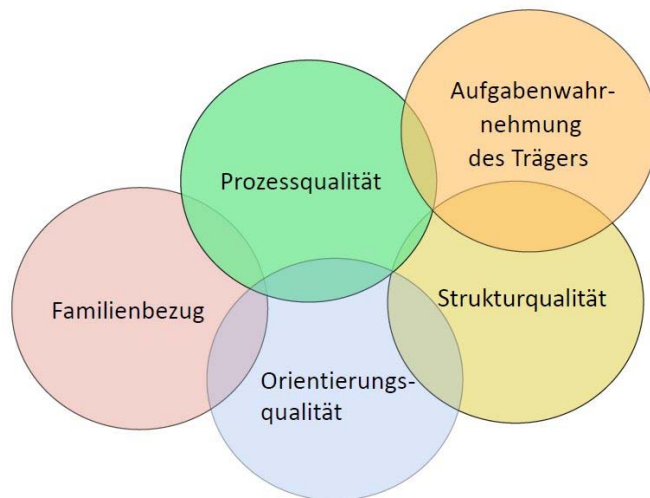 Aufgabenwahr-
nehmung
des Trägers
Prozessqualität
Strukturqualität
Familienbezug
Orientierungs-
qualität